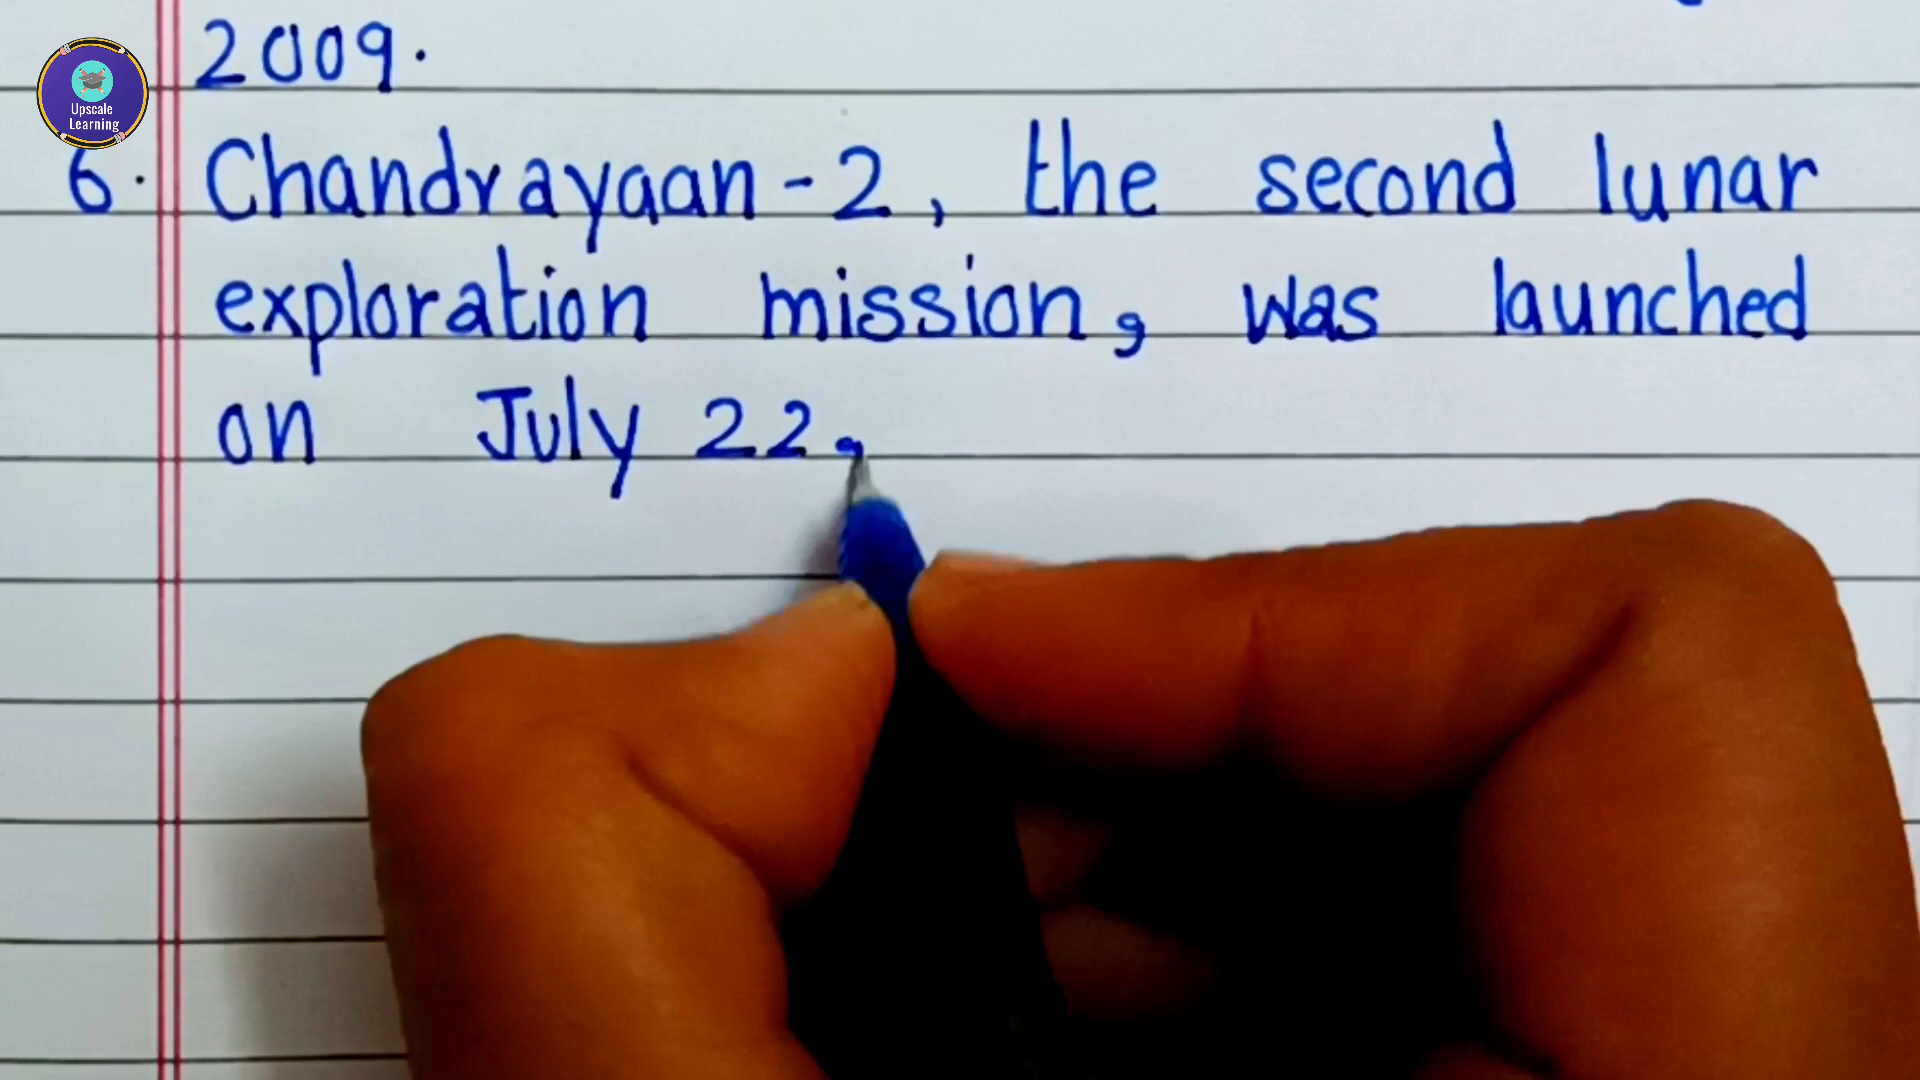 2009.
Upscale
Learning
6. Chandrayaan-2, the second lunar
exploration mission, was launched
on July 22,